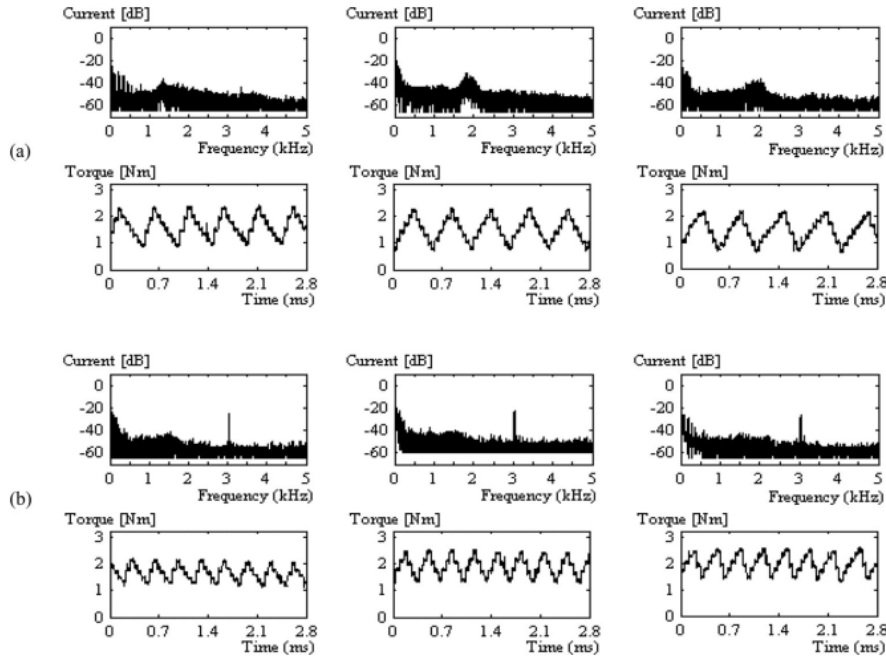 Current [dB] Current [dB] Current [dB]
0 0 0
-20 -20 -20
-40 -40 -40
-60 -60 -60
0 1 2 3 4 5 0 1 2 3 4 5 0 1 2 3 4 5
(a)
Frequency (kHz) Frequency (kHz) Frequency (kHz)
Torque [Nm] Torque [Nm] Torque [Nm]
3 3 3
2 2 2
1 1 1
0 0 0
0 0.7 1.4 2.1 2.8 0 0.7 1.4 2.1 2.8 0 0.7 1.4 2.1 2.8
Time (ms) Time (ms) Time (ms)
Current [dB] Current [dB] Current [dB]
0 0 0
-20 -20 -20
-40 -40 -40
-60 -60 -60
0 1 2 3 4 5 0 1 2 3 4 5 0 1 2 3 4 5
(b)
Frequency (kHz) Frequency (kHz) Frequency (kHz)
Torque [Nm] Torque [Nm] Torque [Nm]
3 3 3
2 2 2
1 1 1
0 0 0
0 0.7 1.4 2.1 2.8 0 0.7 1.4 2.1 2.8 0 0.7 1.4 2.1 2.8
Time (ms) Time (ms) Time (ms)